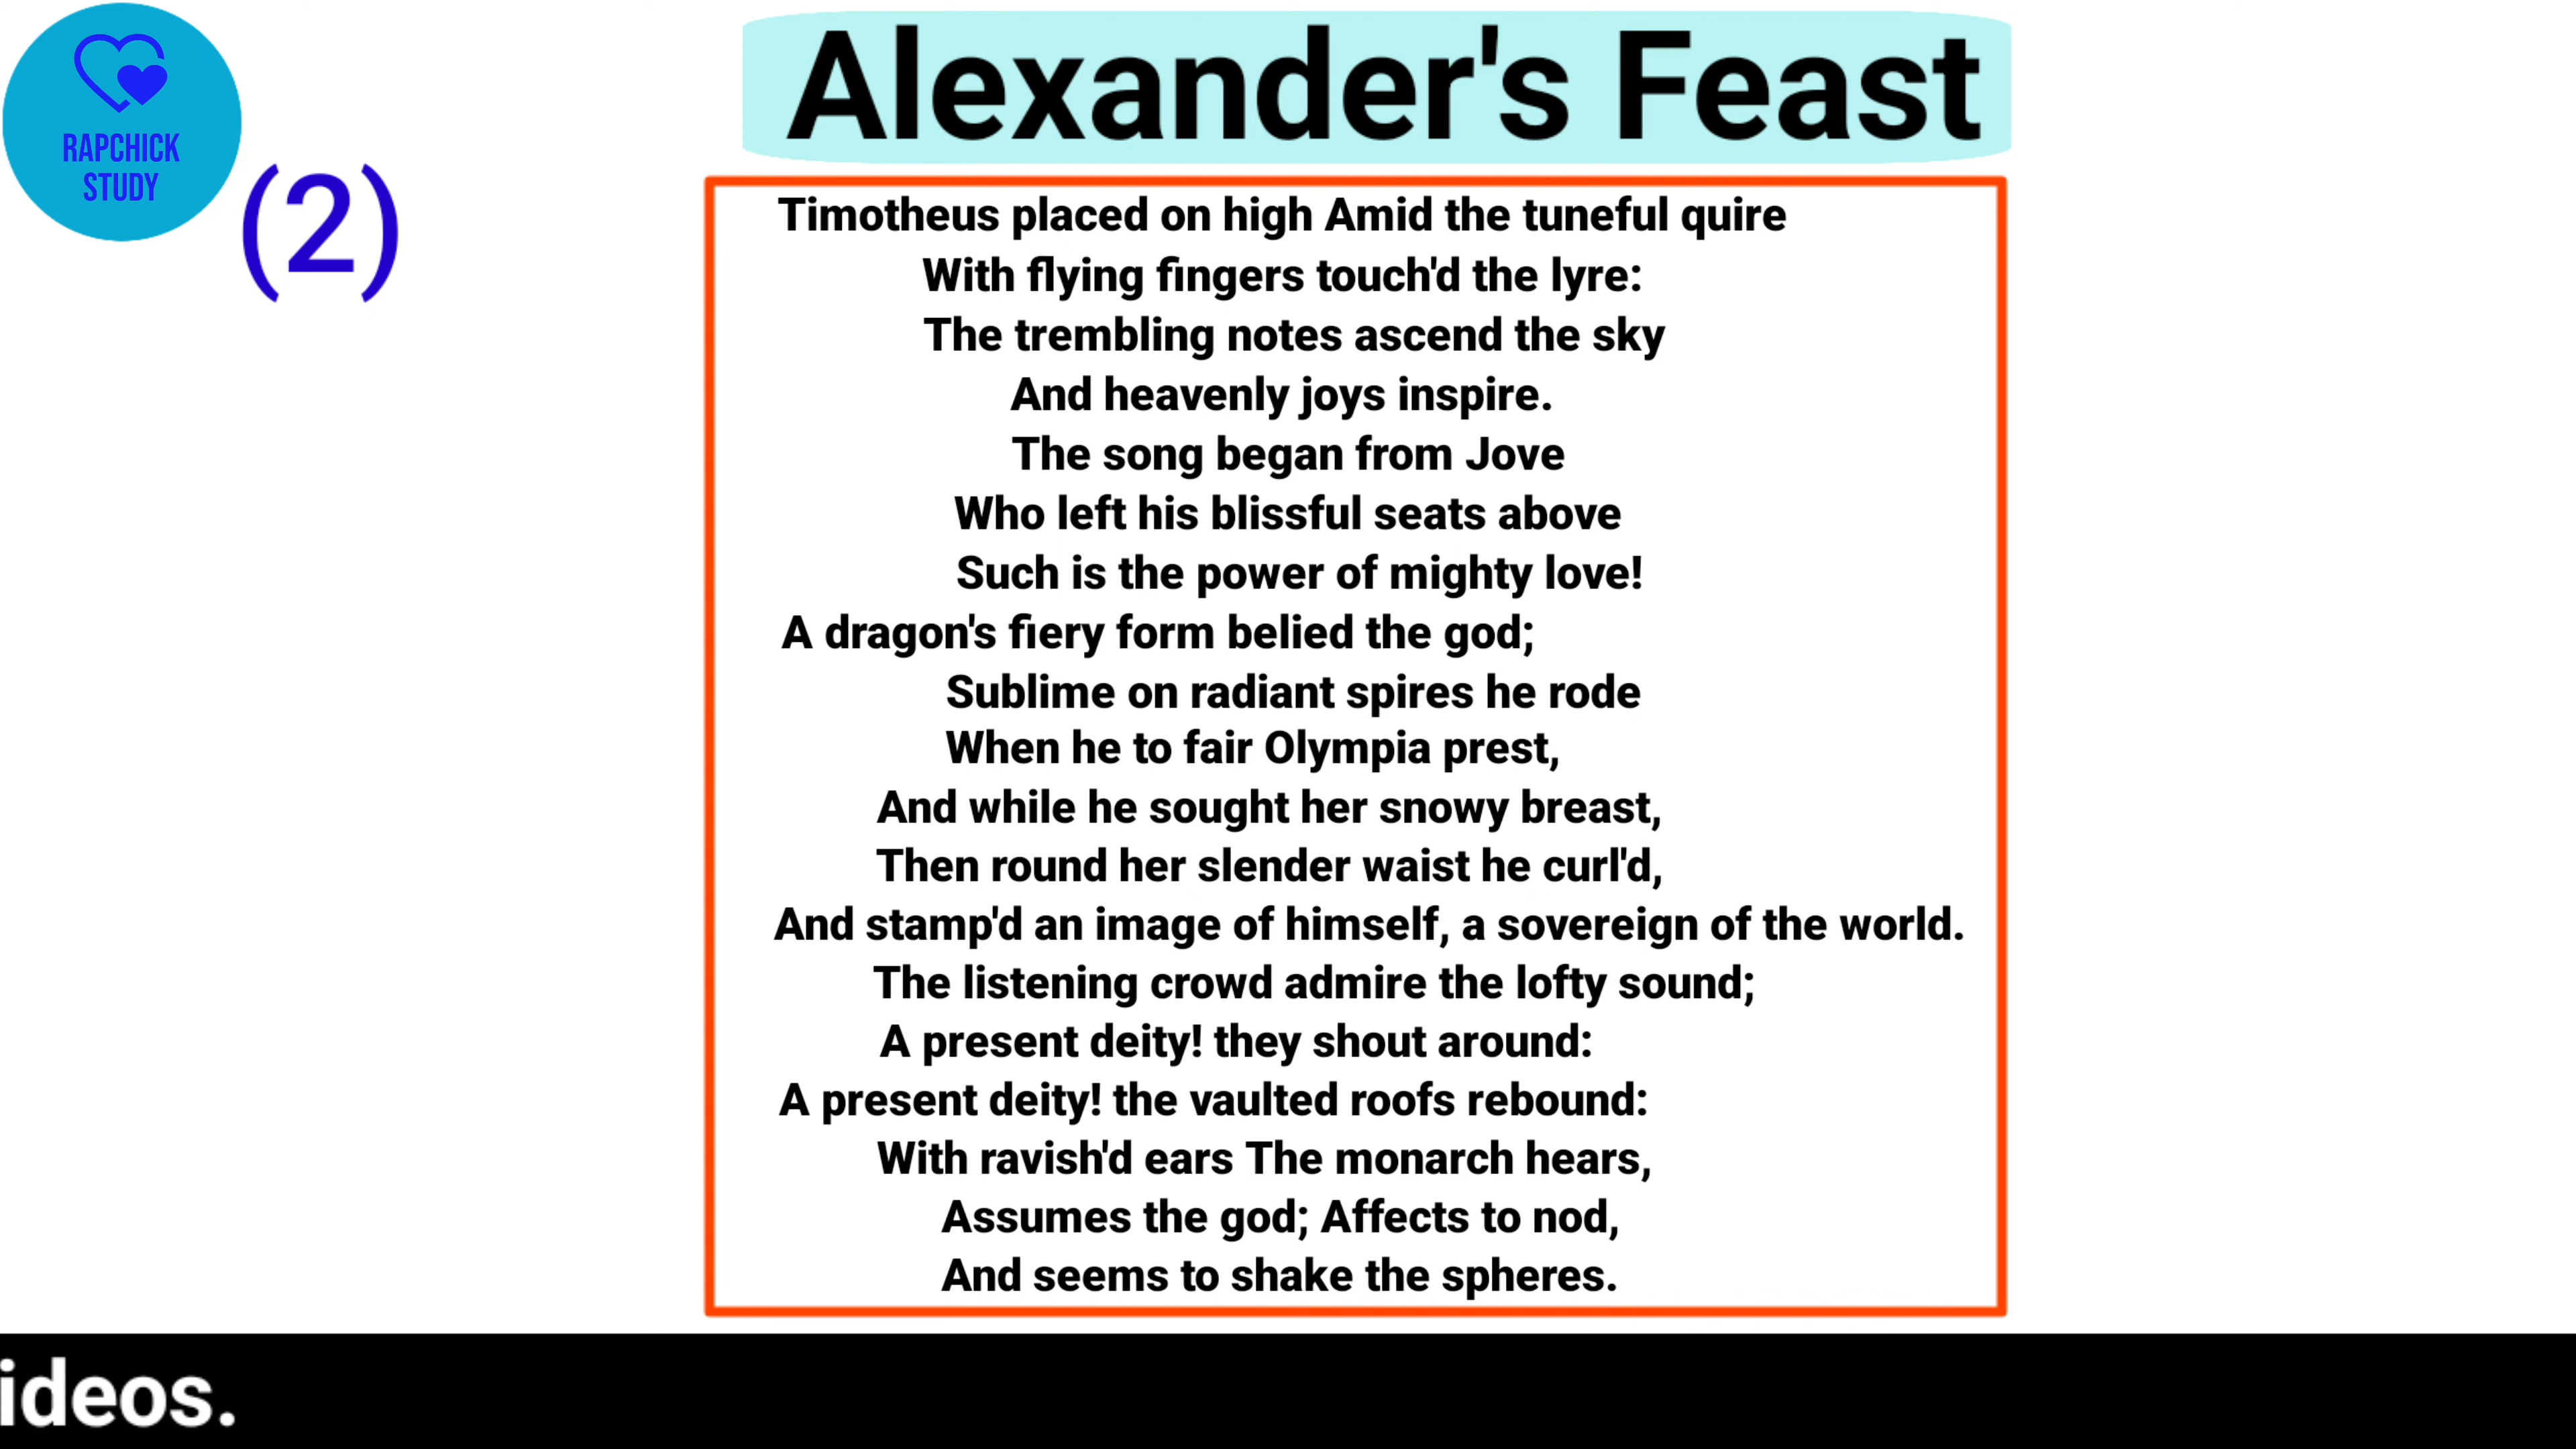 RAPCHICK
STUDY
(2)
Alexander's Feast
Timotheus placed on high Amid the tuneful quire
With flying fingers touch'd the lyre:
The trembling notes ascend the sky
And heavenly joys inspire.
The song began from Jove
Who left his blissful seats above
Such is the power of mighty love!
A dragon's fiery form belied the god;
Sublime on radiant spires he rode
When he to fair Olympia prest,
And while he sought her snowy breast,
Then round her slender waist he curl'd,
And stamp'd an image of himself, a sovereign of the world.
The listening crowd admire the lofty sound;
A present deity! they shout around:
A present deity! the vaulted roofs rebound:
With ravish'd ears The monarch hears,
Assumes the god; Affects to nod,
And seems to shake the spheres.
ideos.